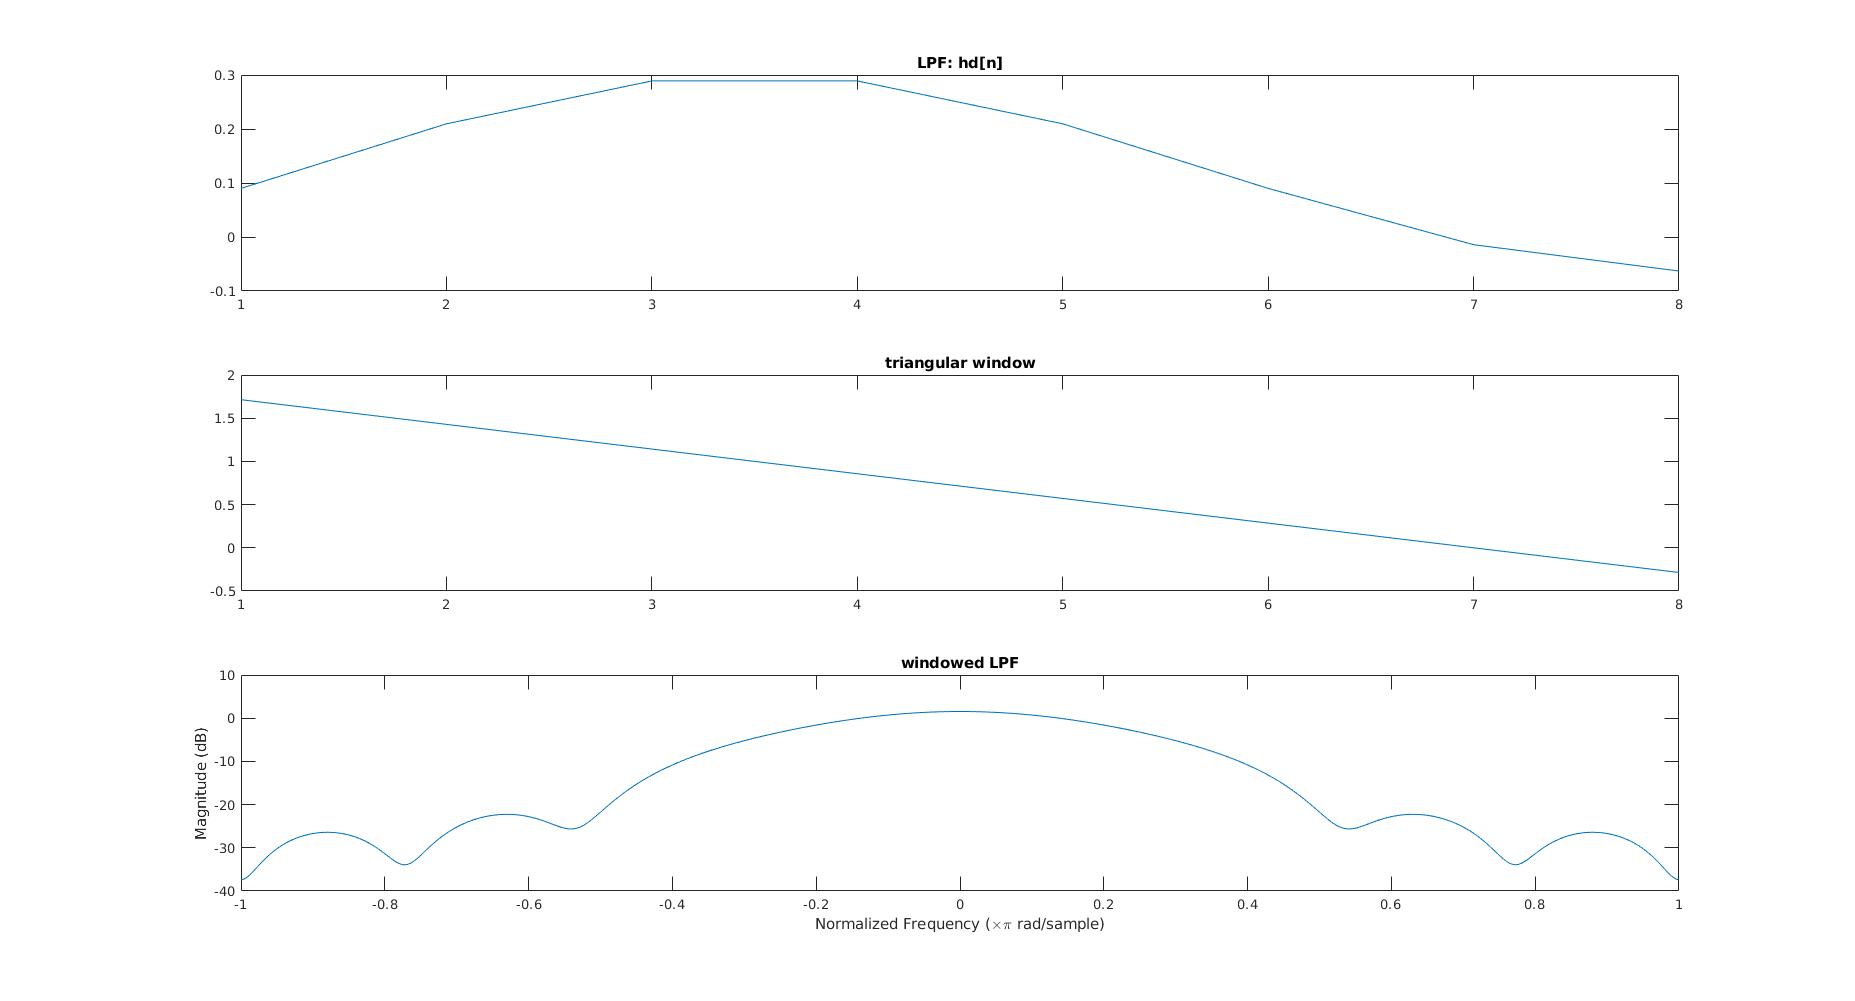 LPF: hd[n]
0.3
0.2
0.1
0
-0.1
1 2 3 4 5 6 7 8
triangular window
2
1.5
1
0.5
0
-0.5
1 2 3 4 5 6 7 8
windowed LPF
10
0
-10
-20
-30
-40
Magnitude (dB)
-1 -0.8 -0.6 -0.4 -0.2 0 0.2 0.4 0.6 0.8 1
Normalized Frequency (×π rad/sample)